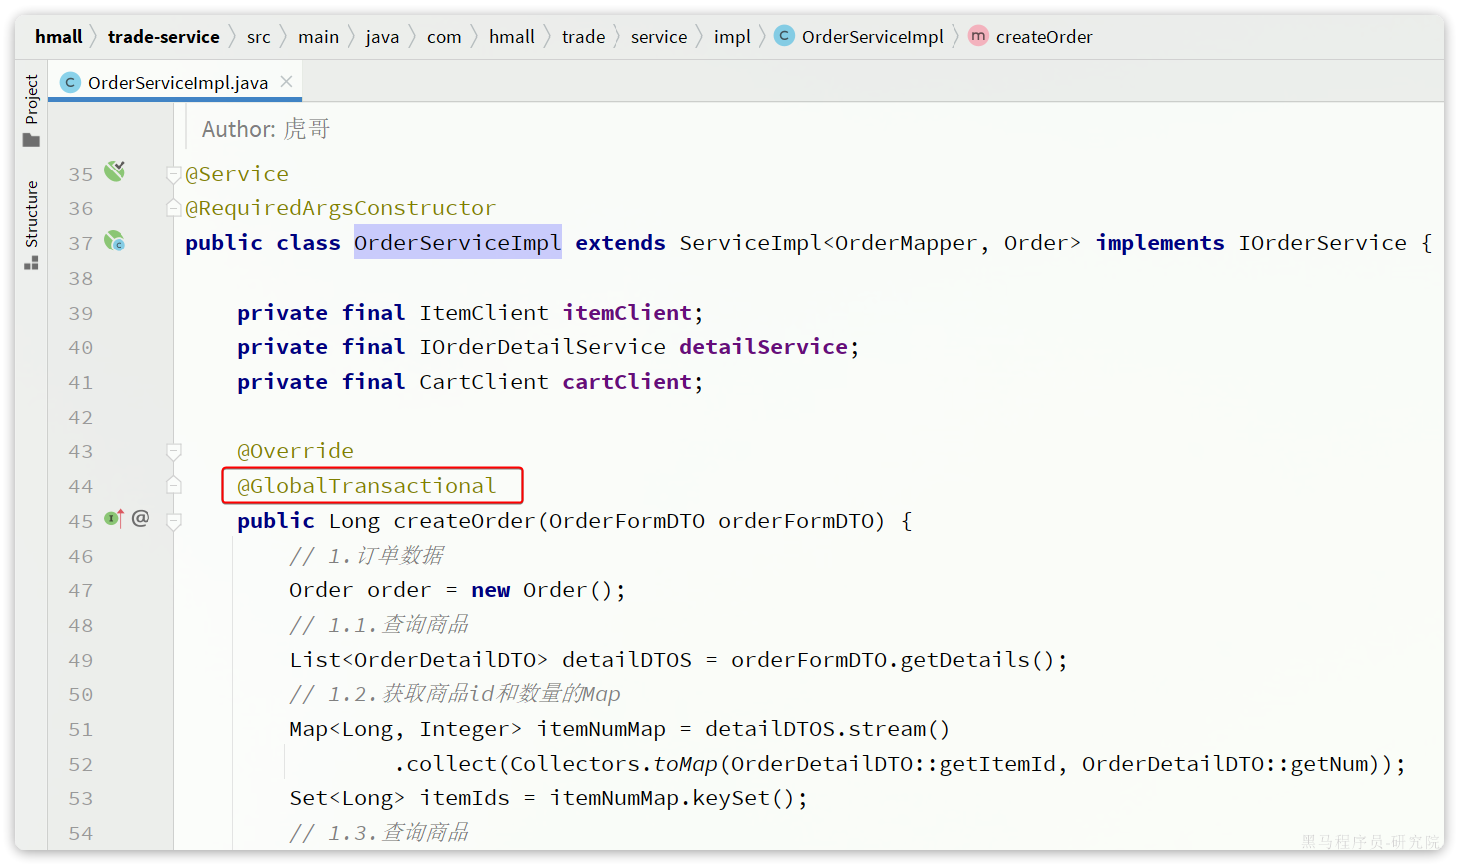 hmall trade-service src main java com hmall trade service impl OrderServiceImpl createOrder
OrderServiceImpl.java
Project
Structure
Author: 虎哥
35 @Service
36 @RequiredArgsConstructor
37 public class OrderServiceImpl extends ServiceImpl<OrderMapper, Order> implements IOrderService {
38
39 private final ItemClient itemClient;
40 private final IOrderDetailService detailService;
41 private final CartClient cartClient;
42
43 @Override
44 @GlobalTransactional
45 public Long createOrder(OrderFormDTO orderFormDTO) {
46 // 1.订单数据
47 Order order = new Order();
48 // 1.1.查询商品
49 List<OrderDetailDTO> detailDTOS = orderFormDTO.getDetails();
50 // 1.2.获取商品id和数量的Map
51 Map<Long, Integer> itemNumMap = detailDTOS.stream()
52 .collect(Collectors.toMap(OrderDetailDTO::getItemId, OrderDetailDTO::getNum));
53 Set<Long> itemIds = itemNumMap.keySet();
54 // 1.3.查询商品
黑马程序员-研究院